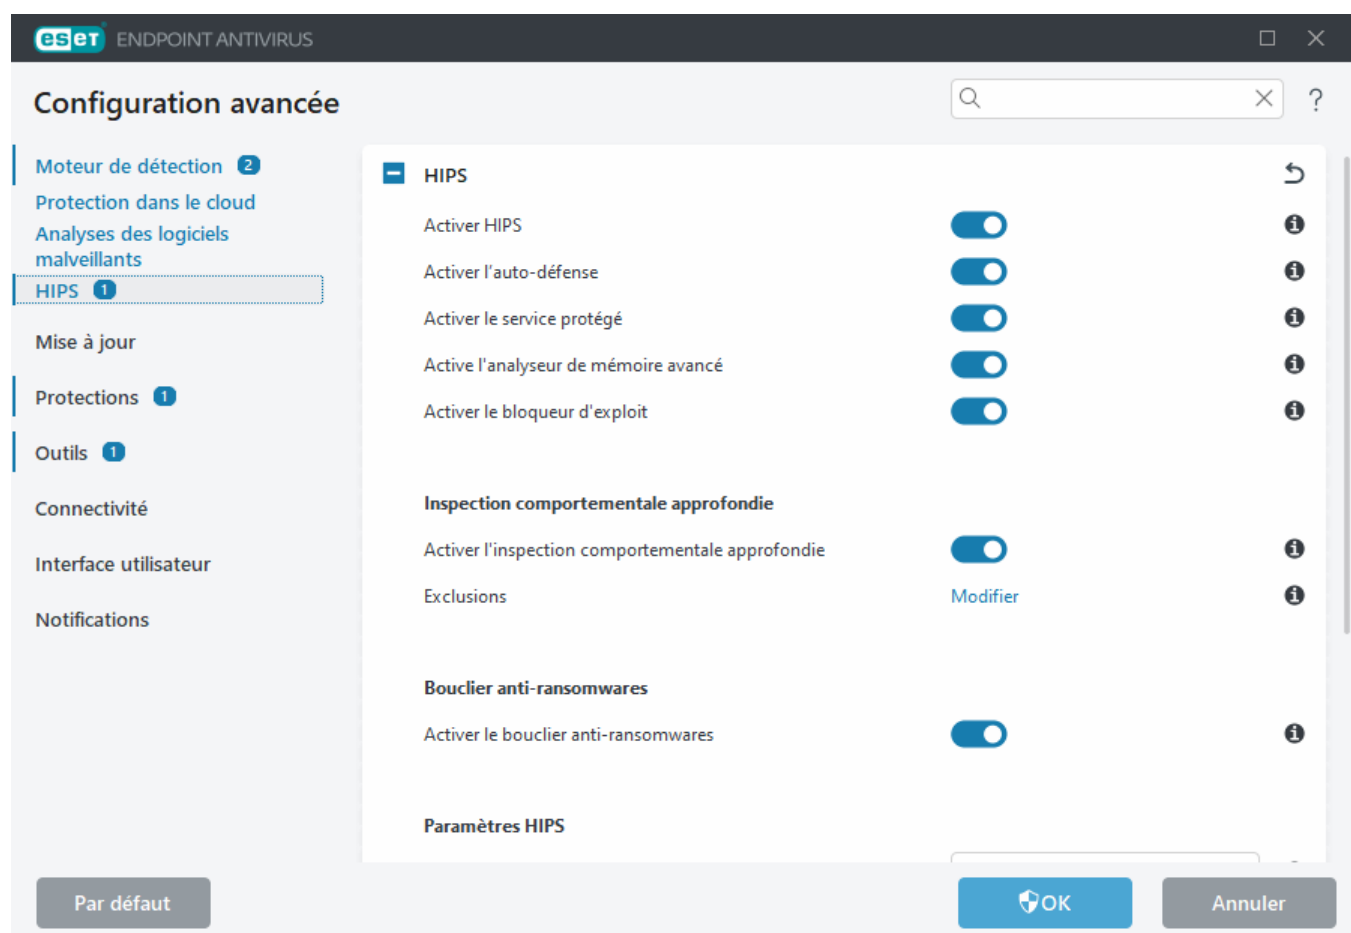 eset ENDPOINT ANTIVIRUS
Configuration avancée
?
Moteur de détection 2
Protection dans le cloud
Analyses des logiciels
malveillants
HIPS 1
Mise à jour
Protections 1
Outils 1
Connectivité
Interface utilisateur
Notifications
HIPS
Activer HIPS
Activer l'auto-défense
Activer le service protégé
Active l'analyseur de mémoire avancé
Activer le bloqueur d'exploit
Inspection comportementale approfondie
Activer l'inspection comportementale approfondie
Exclusions Modifier
Bouclier anti-ransomwares
Activer le bouclier anti-ransomwares
Paramètres HIPS
Par défaut OK Annuler